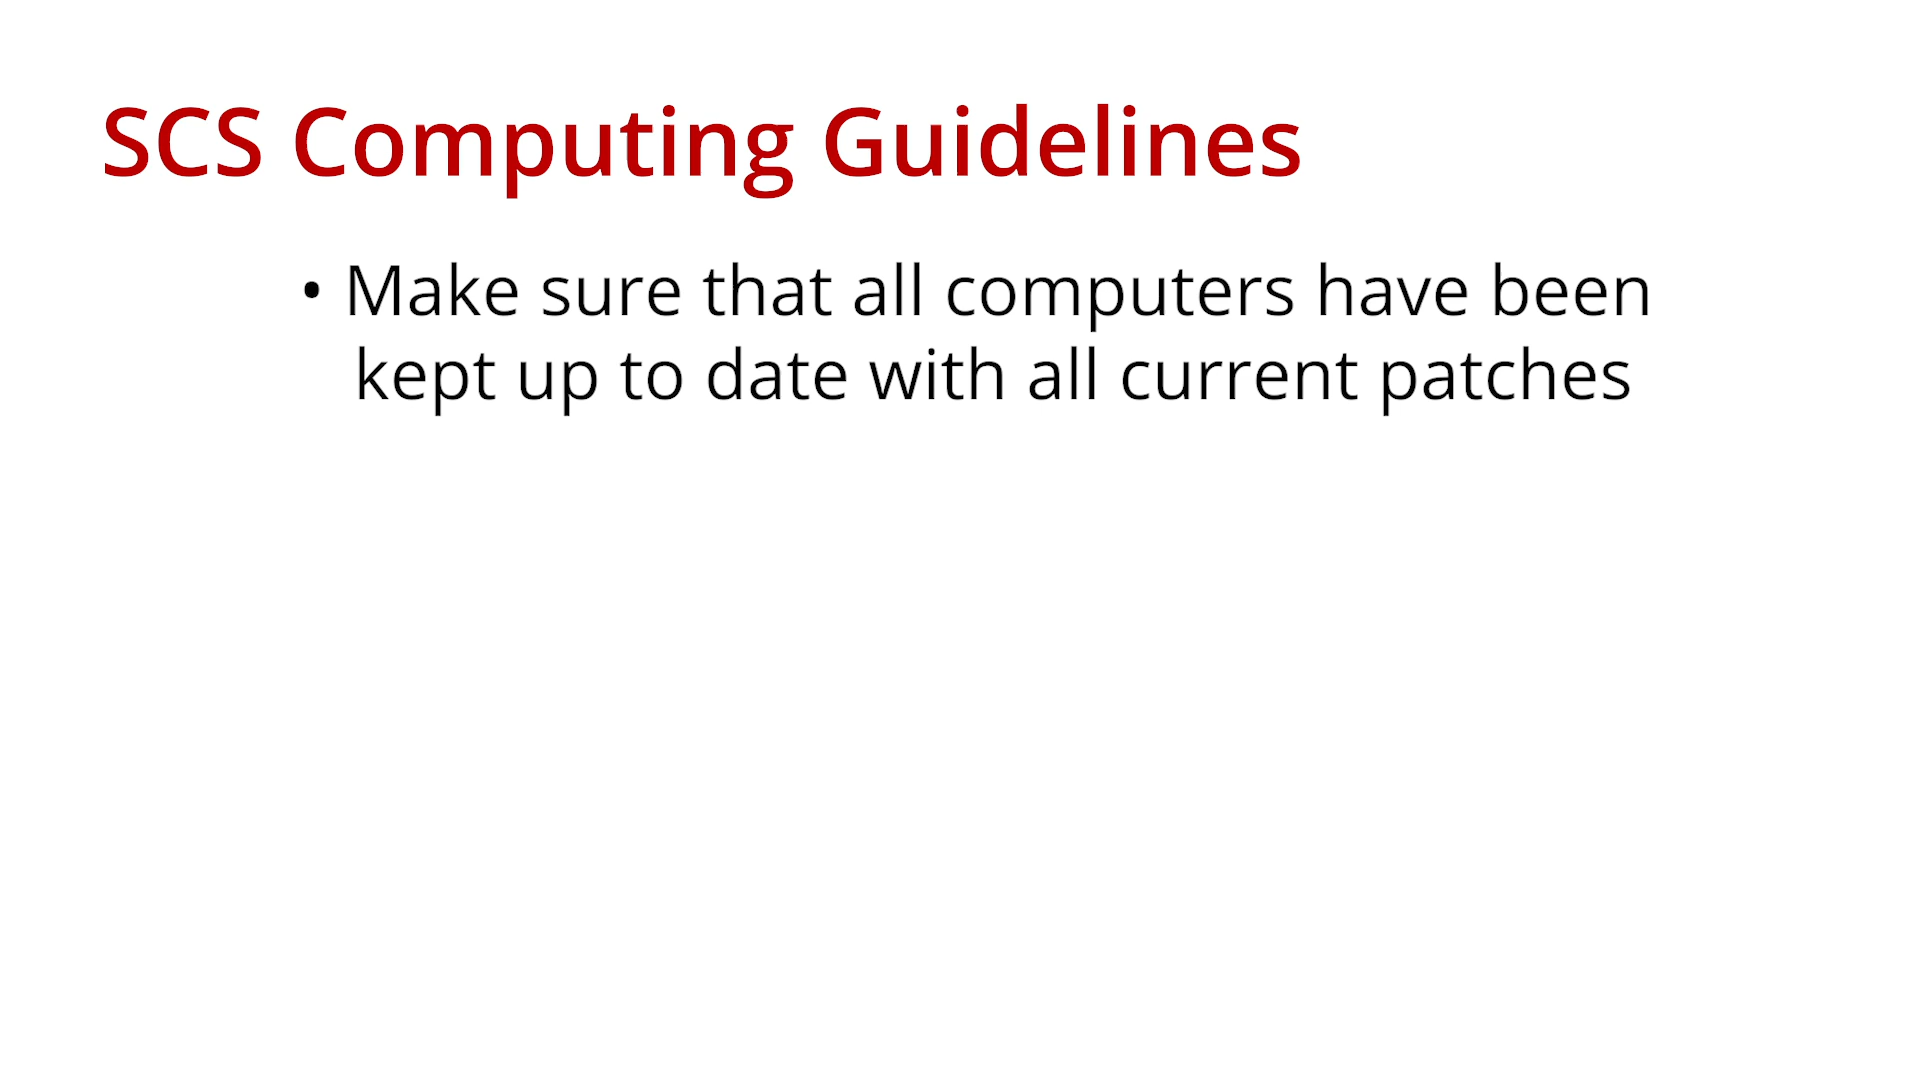 SCS Computing Guidelines
• Make sure that all computers have been
kept up to date with all current patches